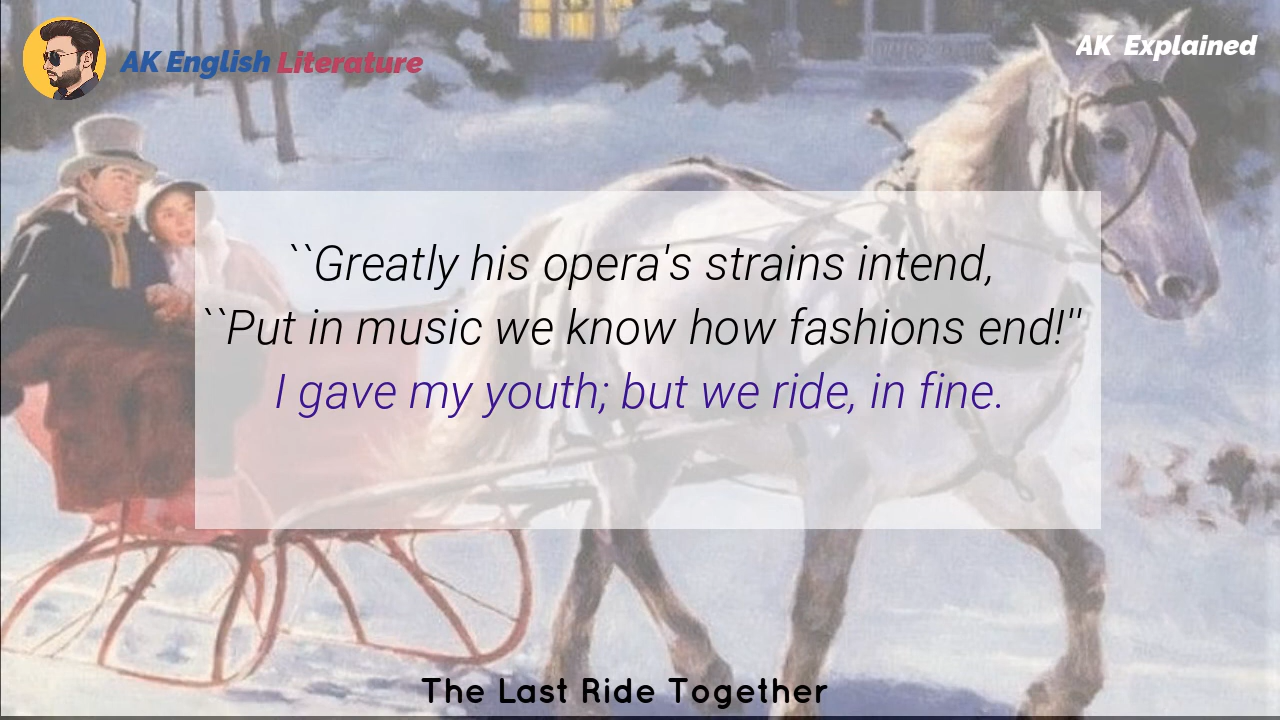 AK English Literature
AK Explained
``Greatly his opera's strains intend,
``Put in music we know how fashions end!''
I gave my youth; but we ride, in fine.
The Last Ride Together